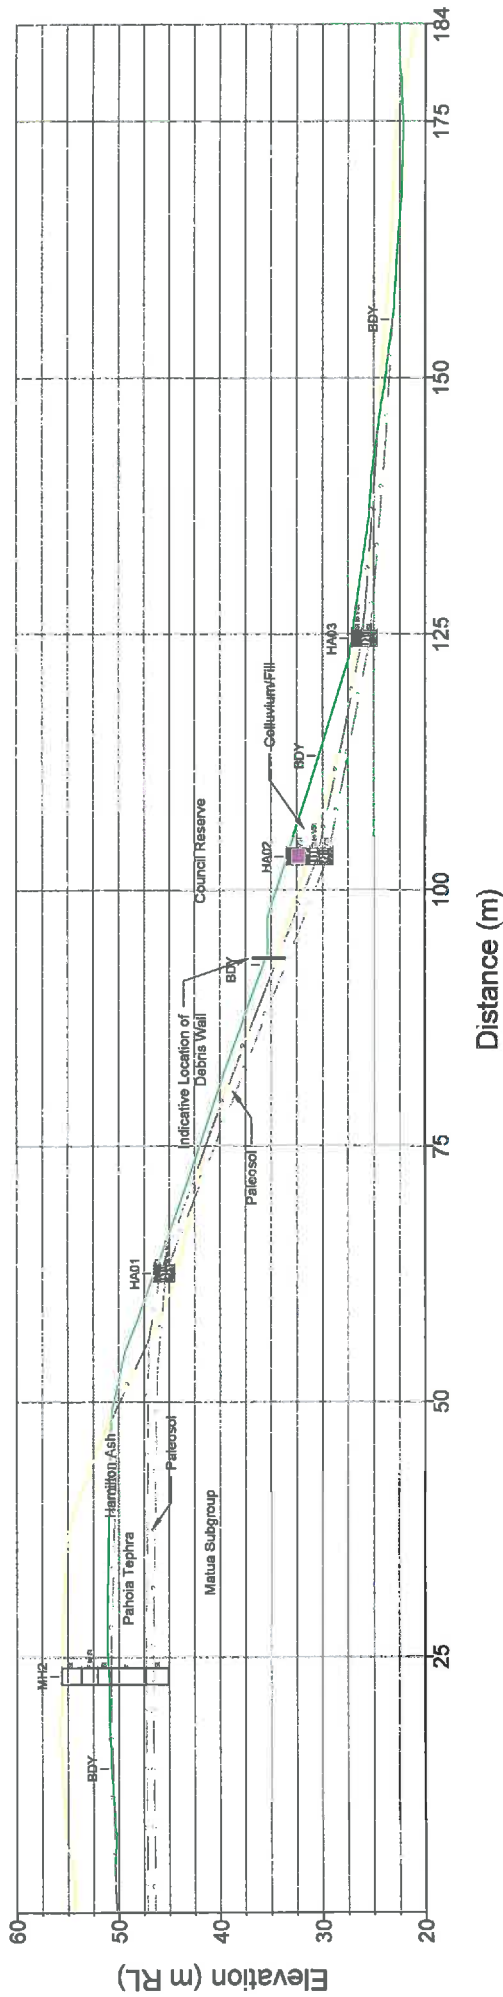 60
50
40
30
20
Elevation (m RL)
25
50
75
100
125
150
175
184
Distance (m)
BDY
MH2
Hamilton Ash
Pahoia Tephra
Paleosol
Matua Subgroup
HA01
Paleosol
Indicative Location of
Debris Wall
BDY
Council Reserve
HA02
Colluvium/Fill
BDY
HA03
BDY